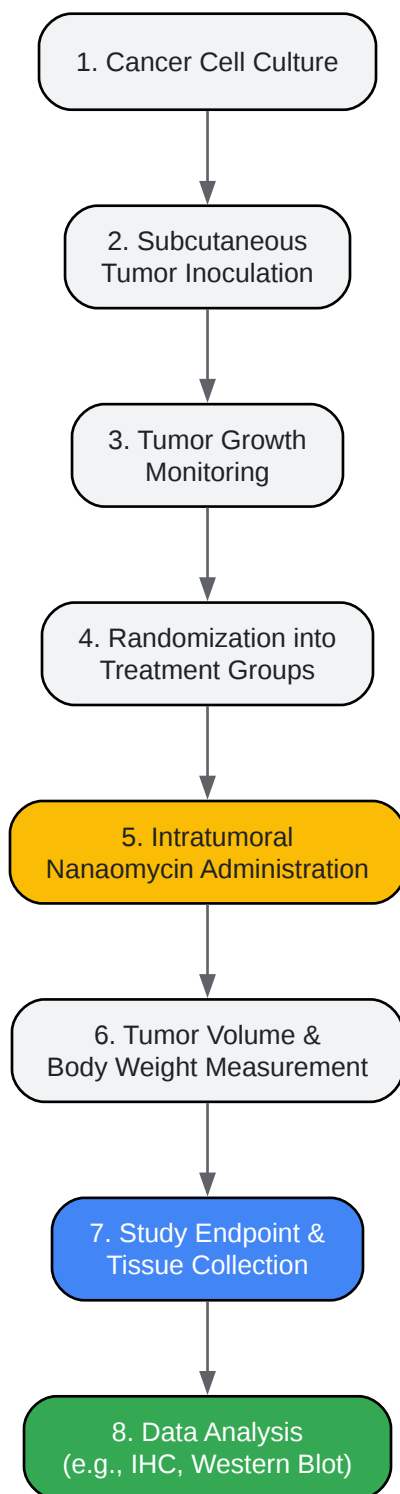 1. Cancer Cell Culture
2. Subcutaneous
Tumor Inoculation
3. Tumor Growth
Monitoring
4. Randomization into
Treatment Groups
5. Intratumoral
Nanaomycin Administration
6. Tumor Volume &
Body Weight Measurement
7. Study Endpoint &
Tissue Collection
8. Data Analysis
(e.g., IHC, Western Blot)